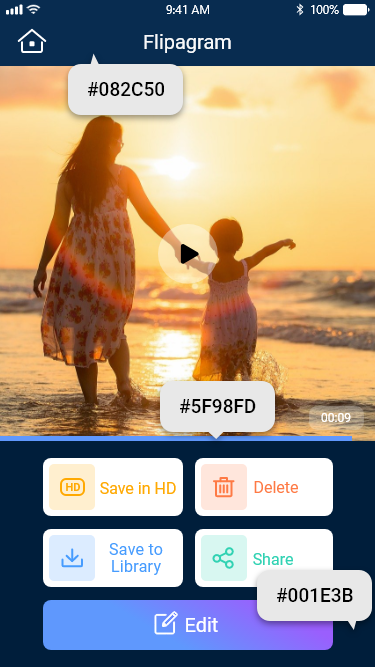 9:41 AM
100%
Flipagram
#082C50
#5F98FD
00:09
HD
Save in HD
Delete
Save to
Library
Share
#001E3B
Edit